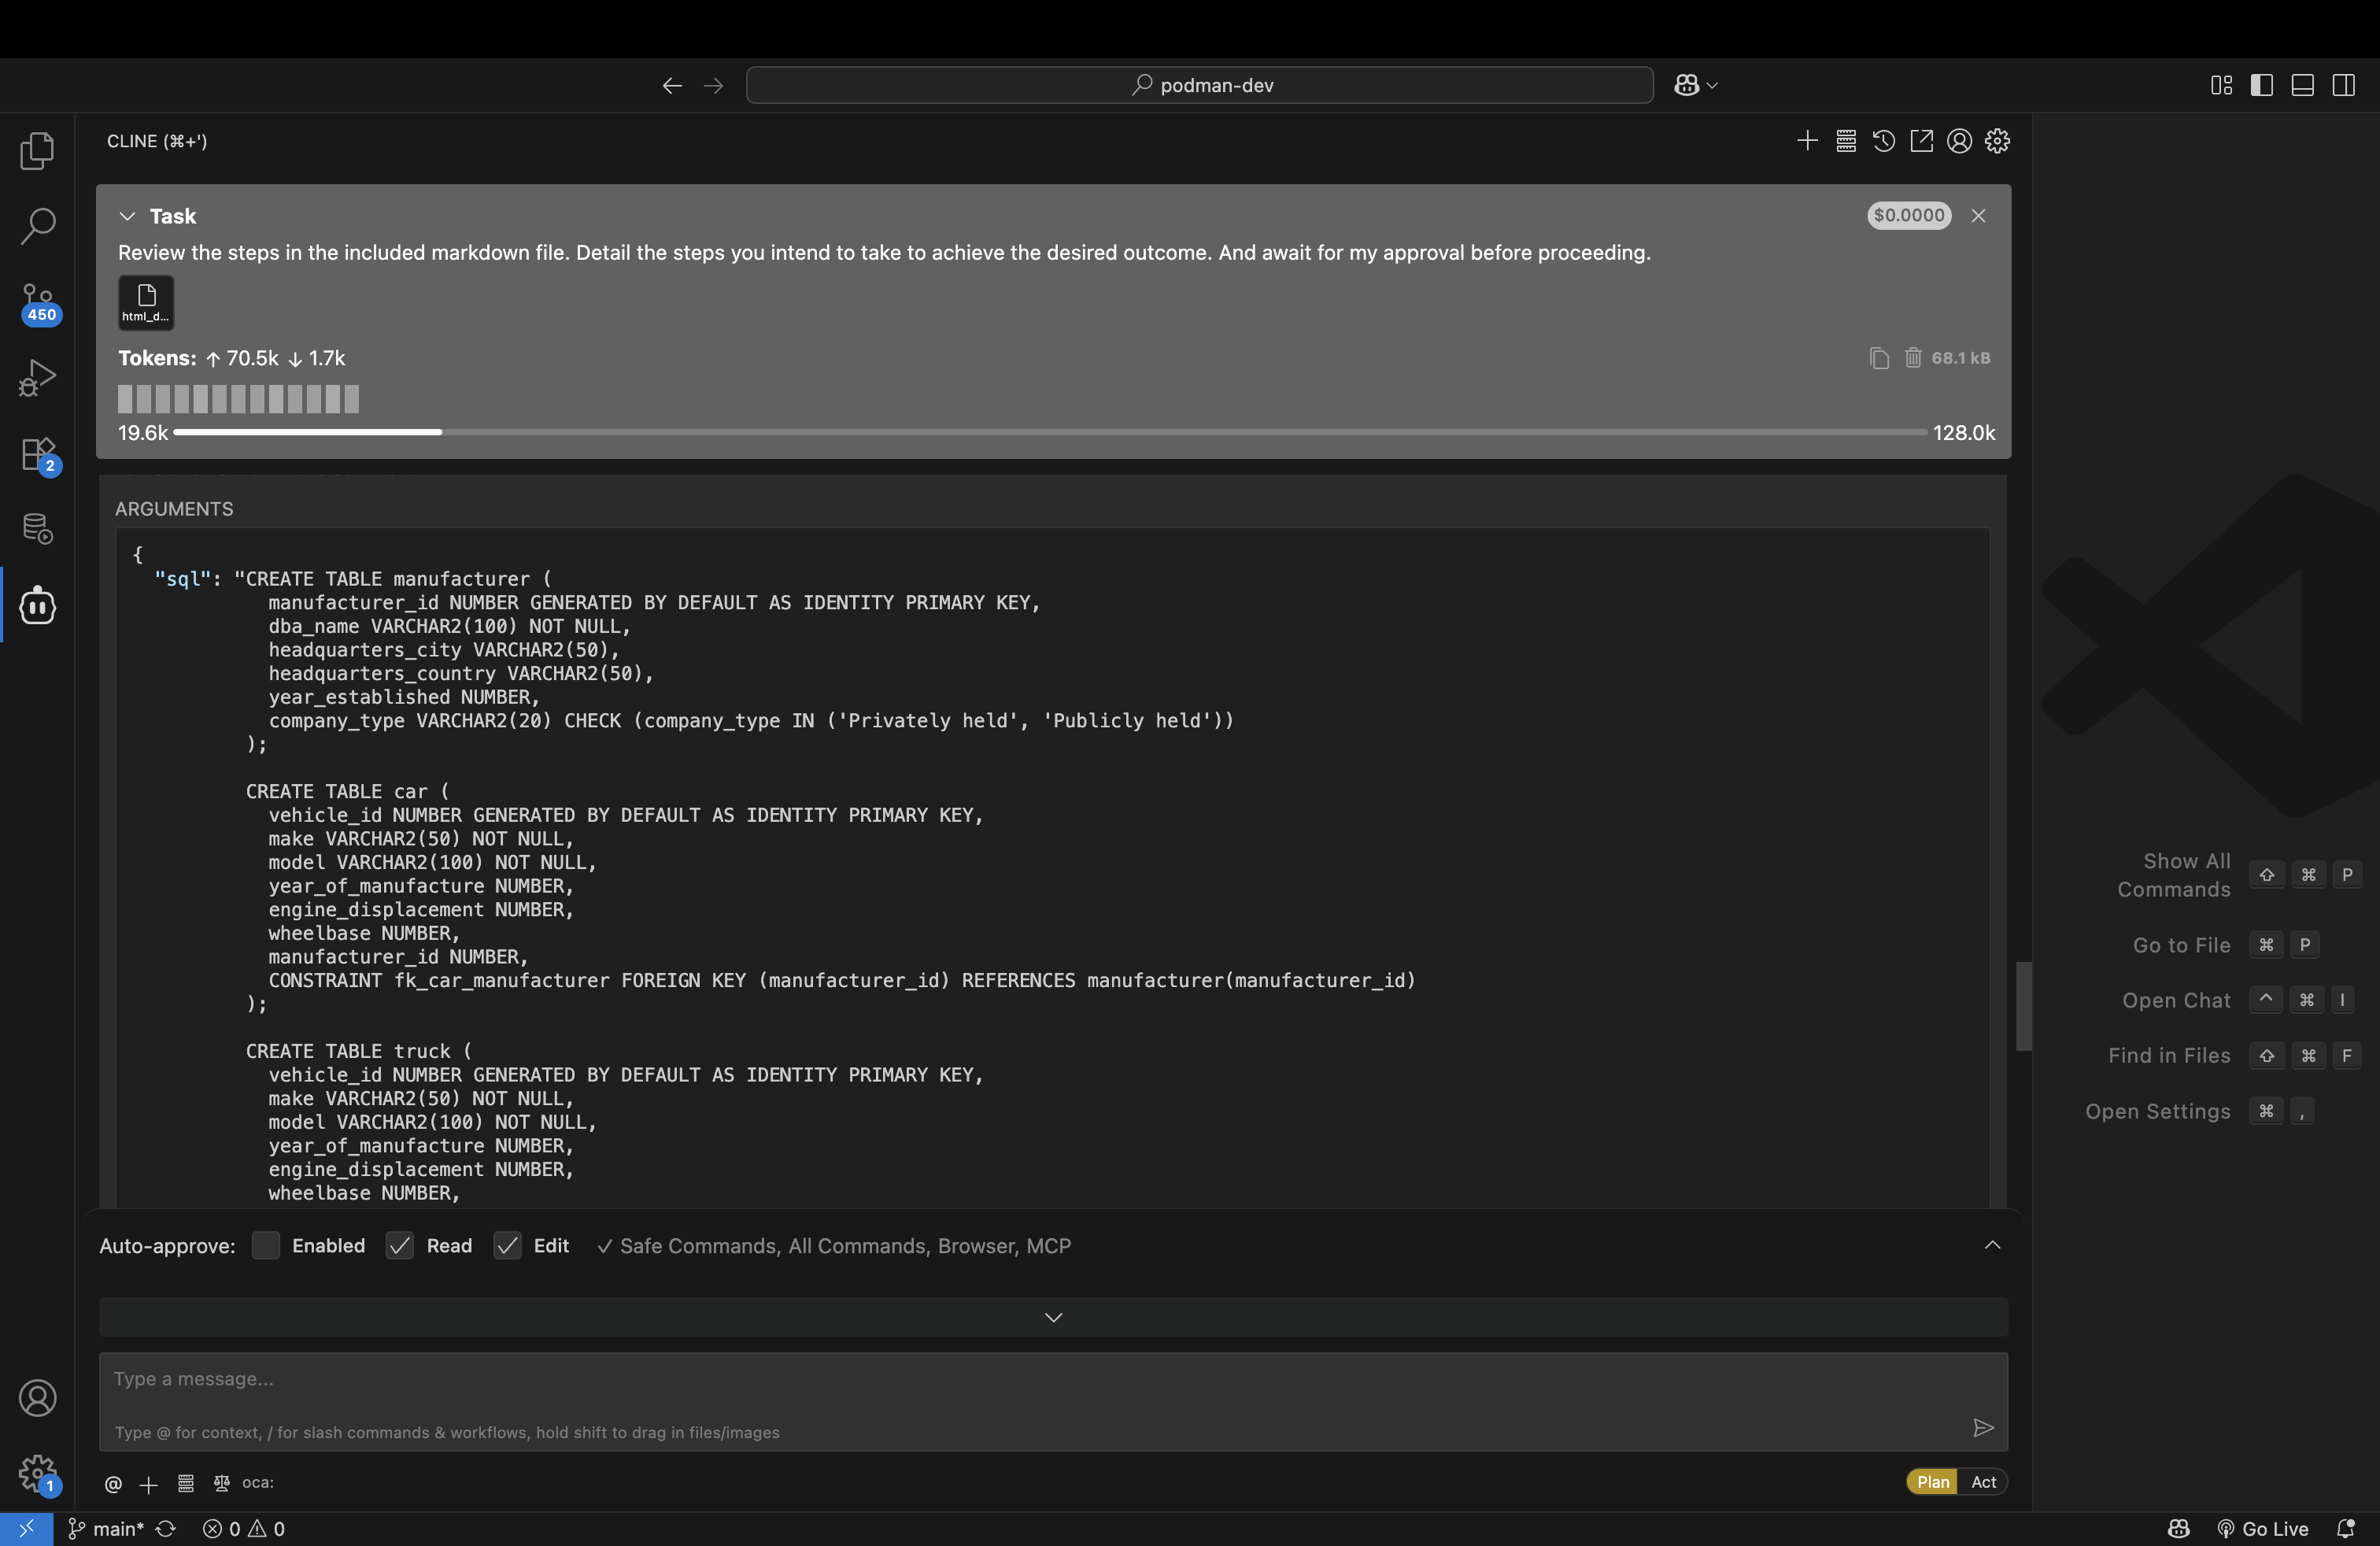 podman-dev
CLINE (⌘+')
Task
$0.0000
Review the steps in the included markdown file. Detail the steps you intend to take to achieve the desired outcome. And await for my approval before proceeding.
html_d...
Tokens: ↑ 70.5k ↓ 1.7k
68.1 kB
19.6k
128.0k
450
2
ARGUMENTS
{
"sql": "CREATE TABLE manufacturer (
manufacturer_id NUMBER GENERATED BY DEFAULT AS IDENTITY PRIMARY KEY,
dba_name VARCHAR2(100) NOT NULL,
headquarters_city VARCHAR2(50),
headquarters_country VARCHAR2(50),
year_established NUMBER,
company_type VARCHAR2(20) CHECK (company_type IN ('Privately held', 'Publicly held'))
);
CREATE TABLE car (
vehicle_id NUMBER GENERATED BY DEFAULT AS IDENTITY PRIMARY KEY,
make VARCHAR2(50) NOT NULL,
model VARCHAR2(100) NOT NULL,
year_of_manufacture NUMBER,
engine_displacement NUMBER,
wheelbase NUMBER,
manufacturer_id NUMBER,
CONSTRAINT fk_car_manufacturer FOREIGN KEY (manufacturer_id) REFERENCES manufacturer(manufacturer_id)
);
CREATE TABLE truck (
vehicle_id NUMBER GENERATED BY DEFAULT AS IDENTITY PRIMARY KEY,
make VARCHAR2(50) NOT NULL,
model VARCHAR2(100) NOT NULL,
year_of_manufacture NUMBER,
engine_displacement NUMBER,
wheelbase NUMBER,
Show All Commands ⇧ ⌘ P
Go to File ⌘ P
Open Chat ^ ⌘ I
Find in Files ⇧ ⌘ F
Open Settings ⌘ ,
Auto-approve: Enabled Read Edit ✓ Safe Commands, All Commands, Browser, MCP
Type a message...
Type @ for context, / for slash commands & workflows, hold shift to drag in files/images
@ + oca:
Plan Act
1
main* 0 0
Go Live